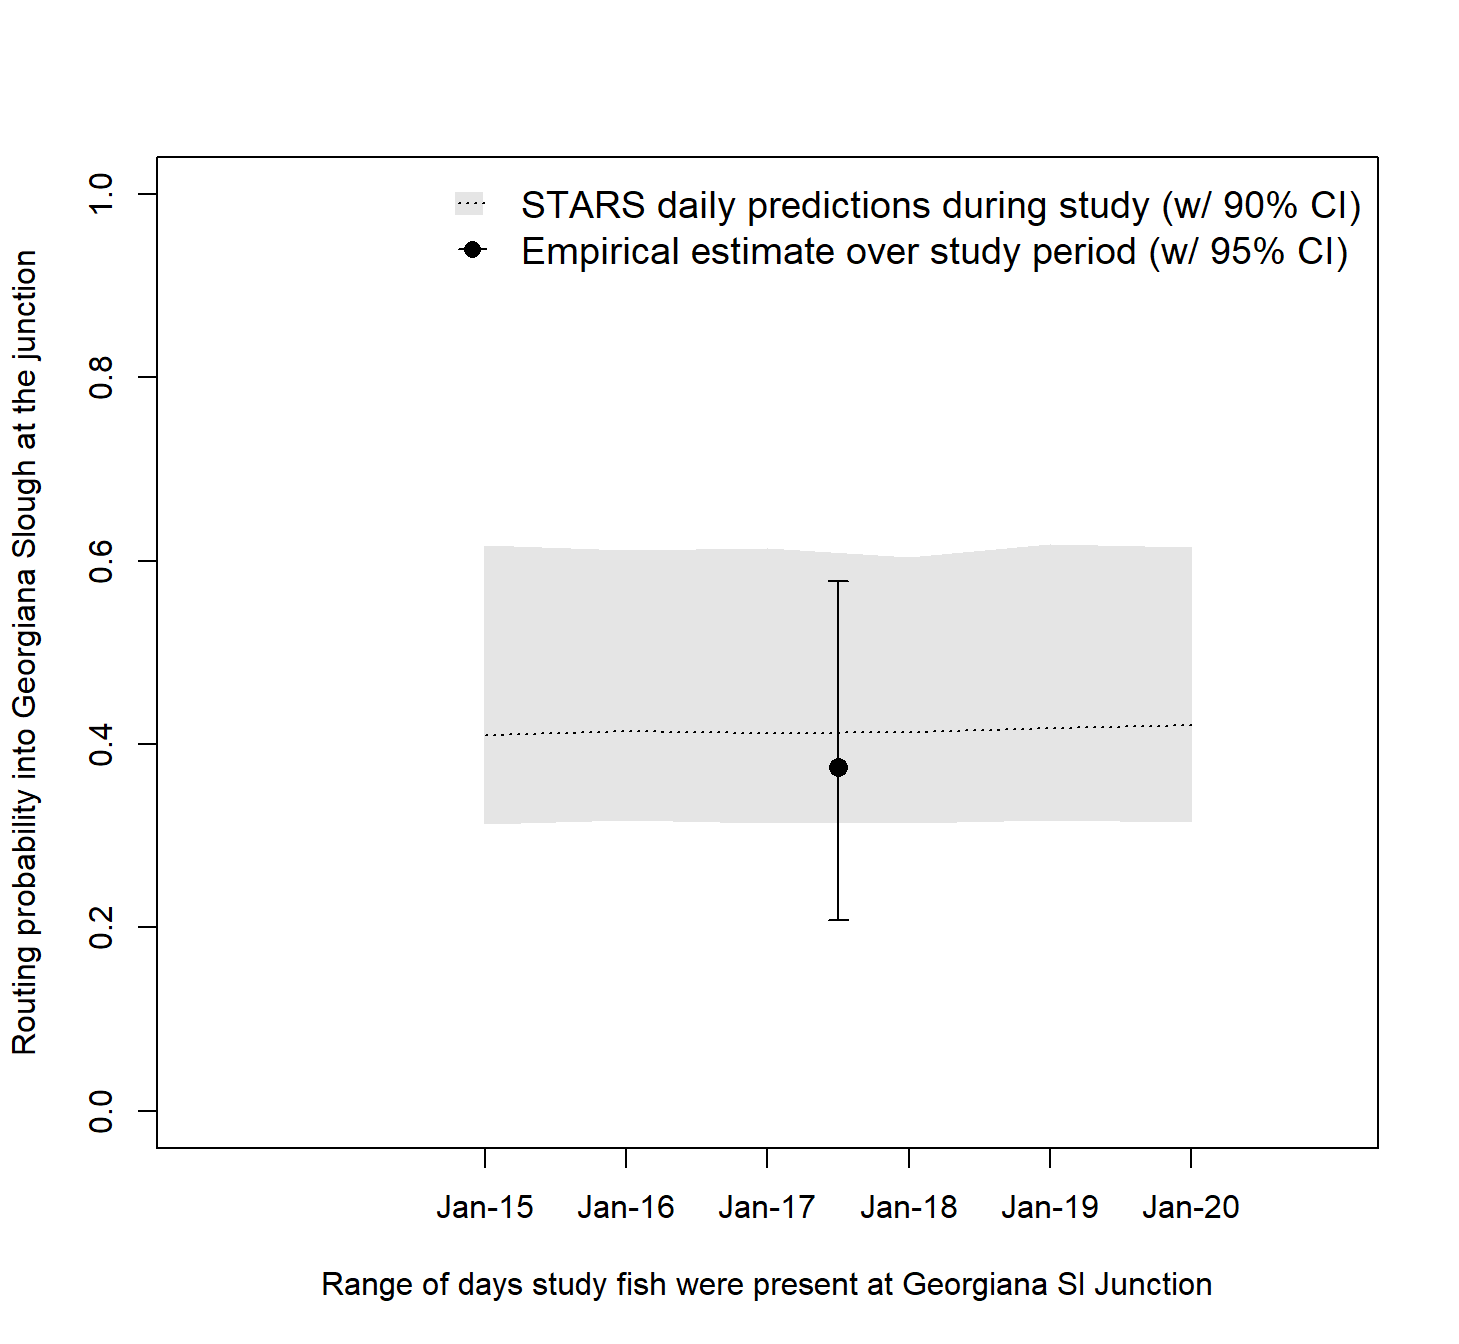 STARS daily predictions during study (w/ 90% CI)
Empirical estimate over study period (w/ 95% CI)
Routing probability into Georgiana Slough at the junction
1.0
0.8
0.6
0.4
0.2
0.0
Jan-15 Jan-16 Jan-17 Jan-18 Jan-19 Jan-20
Range of days study fish were present at Georgiana Sl Junction